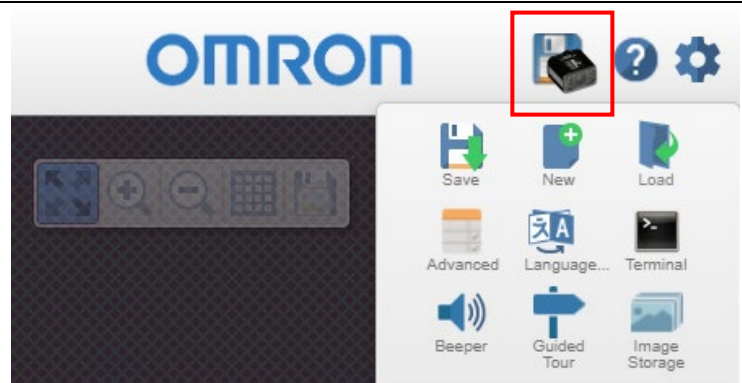 OMRON
Save New Load
Advanced Language... Terminal
Beeper Guided Tour Image Storage